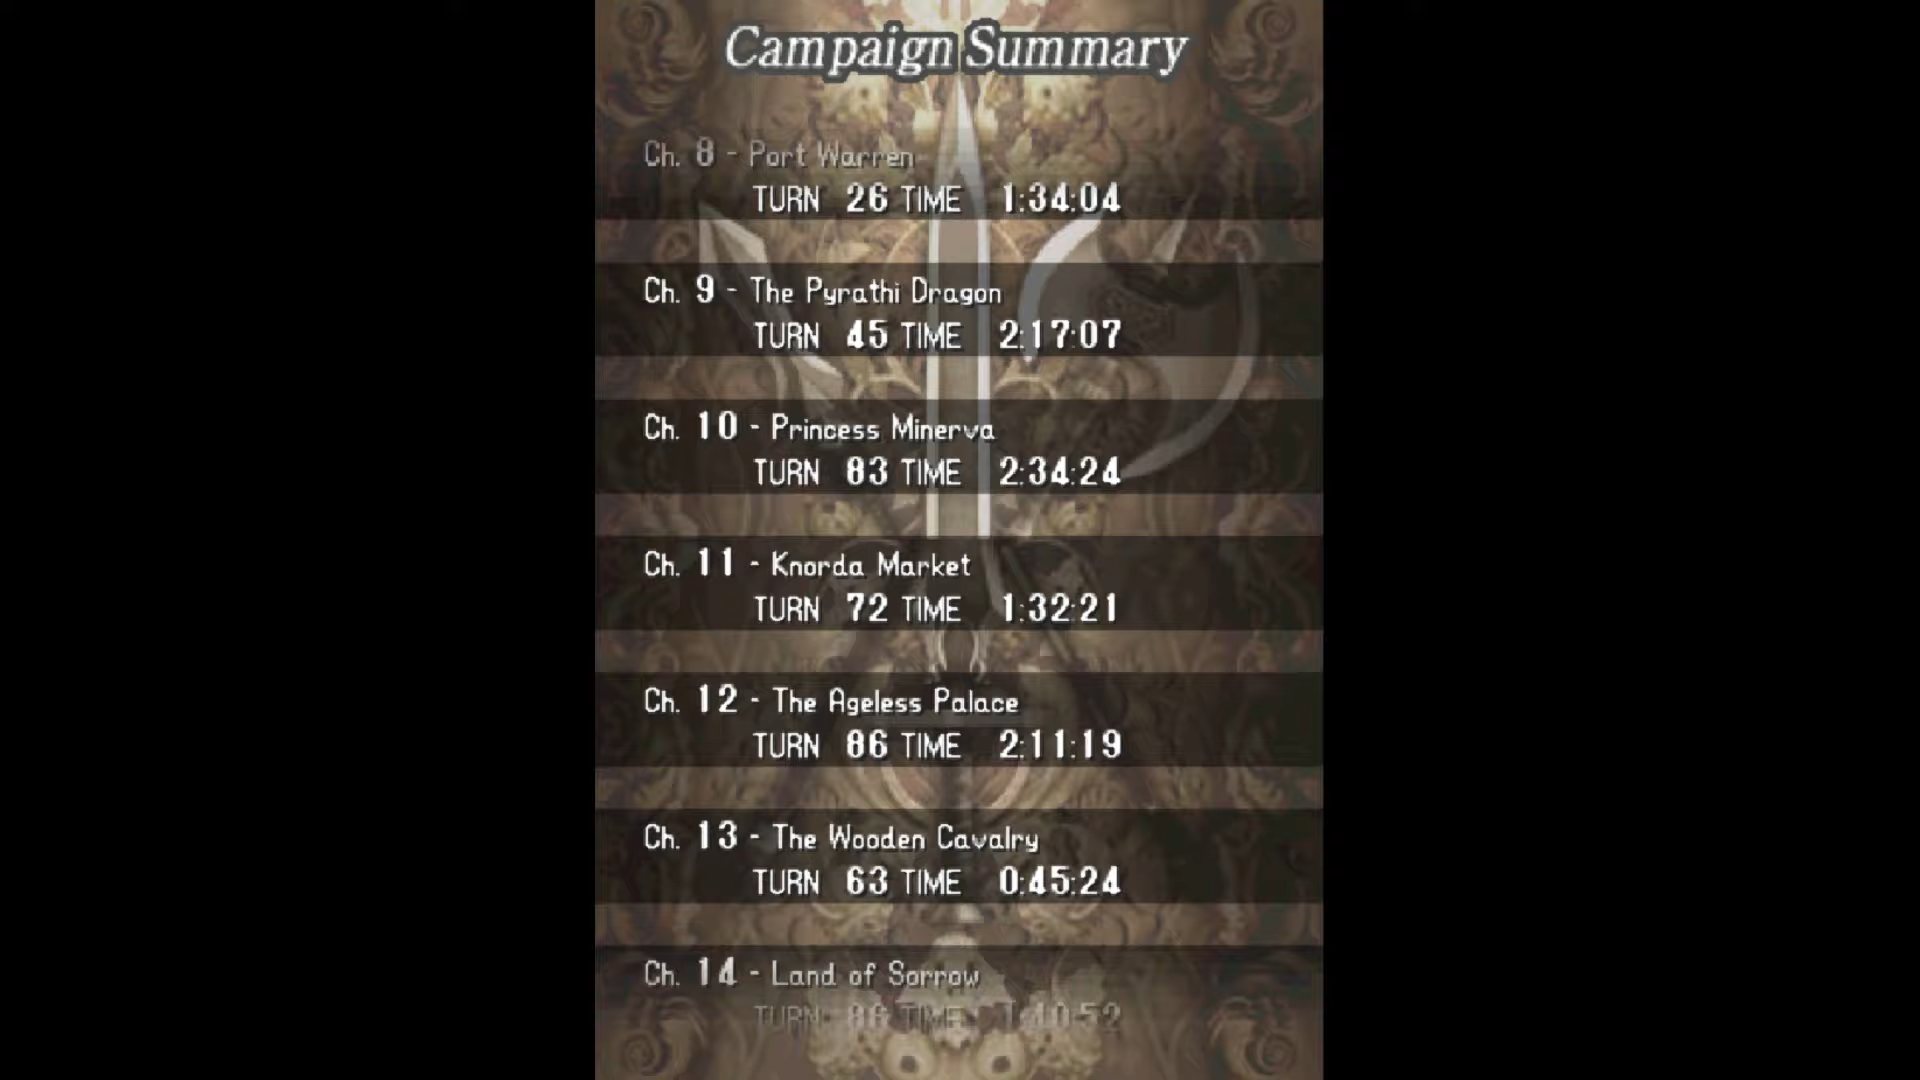 Campaign Summary
Ch. 8 - Port Warren
TURN 26 TIME 1:34:04
Ch. 9 - The Pyrathi Dragon
TURN 45 TIME 2:17:07
Ch. 10 - Princess Minerva
TURN 83 TIME 2:34:24
Ch. 11 - Knorda Market
TURN 72 TIME 1:32:21
Ch. 12 - The Ageless Palace
TURN 86 TIME 2:11:19
Ch. 13 - The Wooden Cavalry
TURN 63 TIME 0:45:24
Ch. 14 - Land of Sorrow
TURN TIME